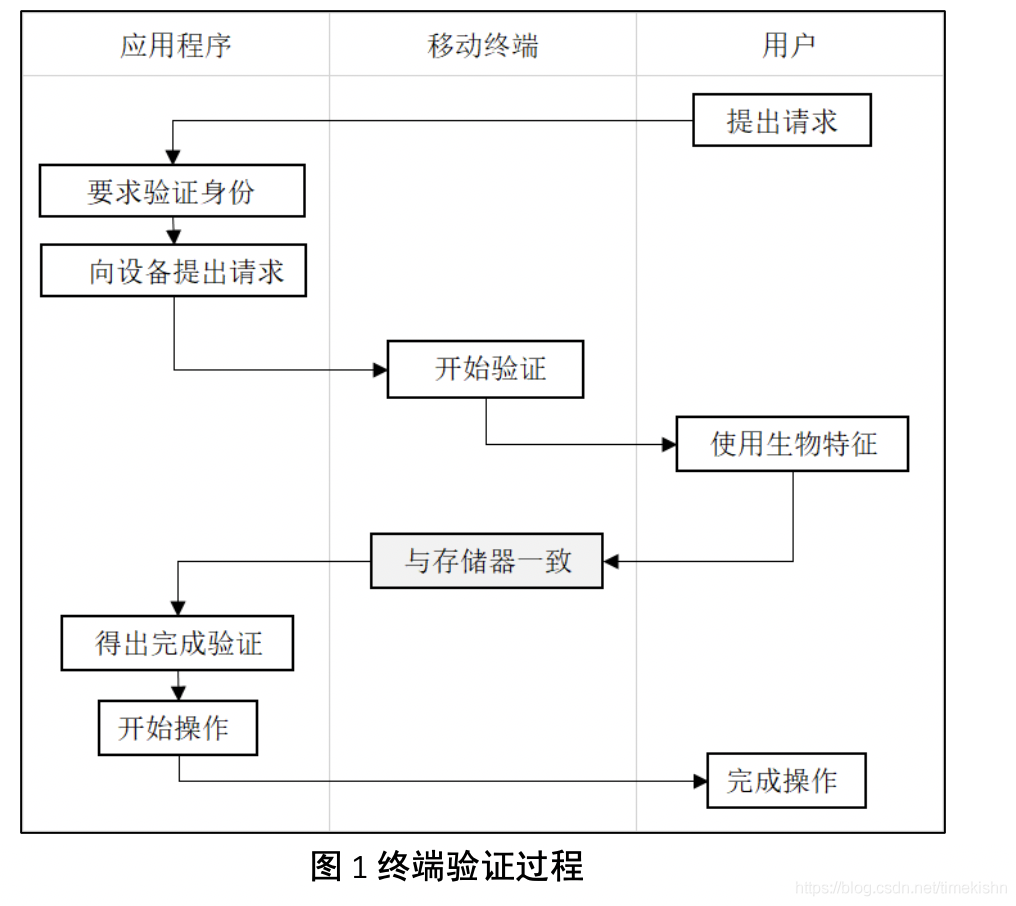 应用程序
移动终端
用户
提出请求
要求验证身份
向设备提出请求
开始验证
使用生物特征
与存储器一致
得出完成验证
开始操作
完成操作
图 1 终端验证过程
https://blog.csdn.net/timekishn